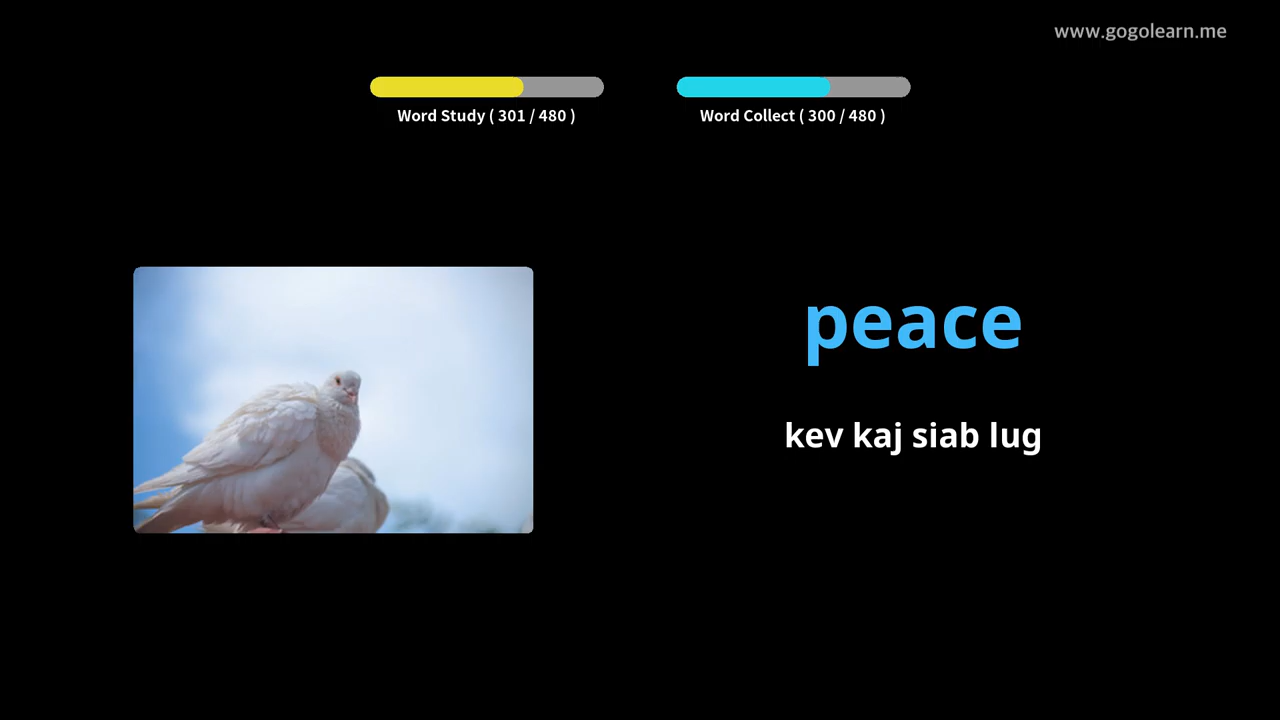 www.gogolearn.me
Word Study ( 301 / 480 )
Word Collect ( 300 / 480 )
peace
kev kaj siab lug